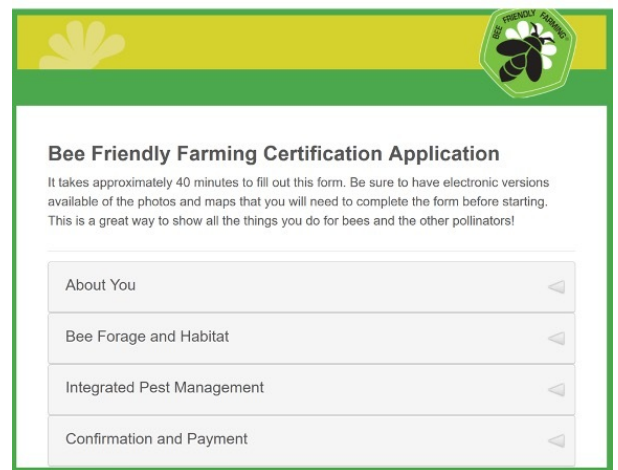 BEE FRIENDLY FARMING
Bee Friendly Farming Certification Application
It takes approximately 40 minutes to fill out this form. Be sure to have electronic versions
available of the photos and maps that you will need to complete the form before starting.
This is a great way to show all the things you do for bees and the other pollinators!
About You
Bee Forage and Habitat
Integrated Pest Management
Confirmation and Payment